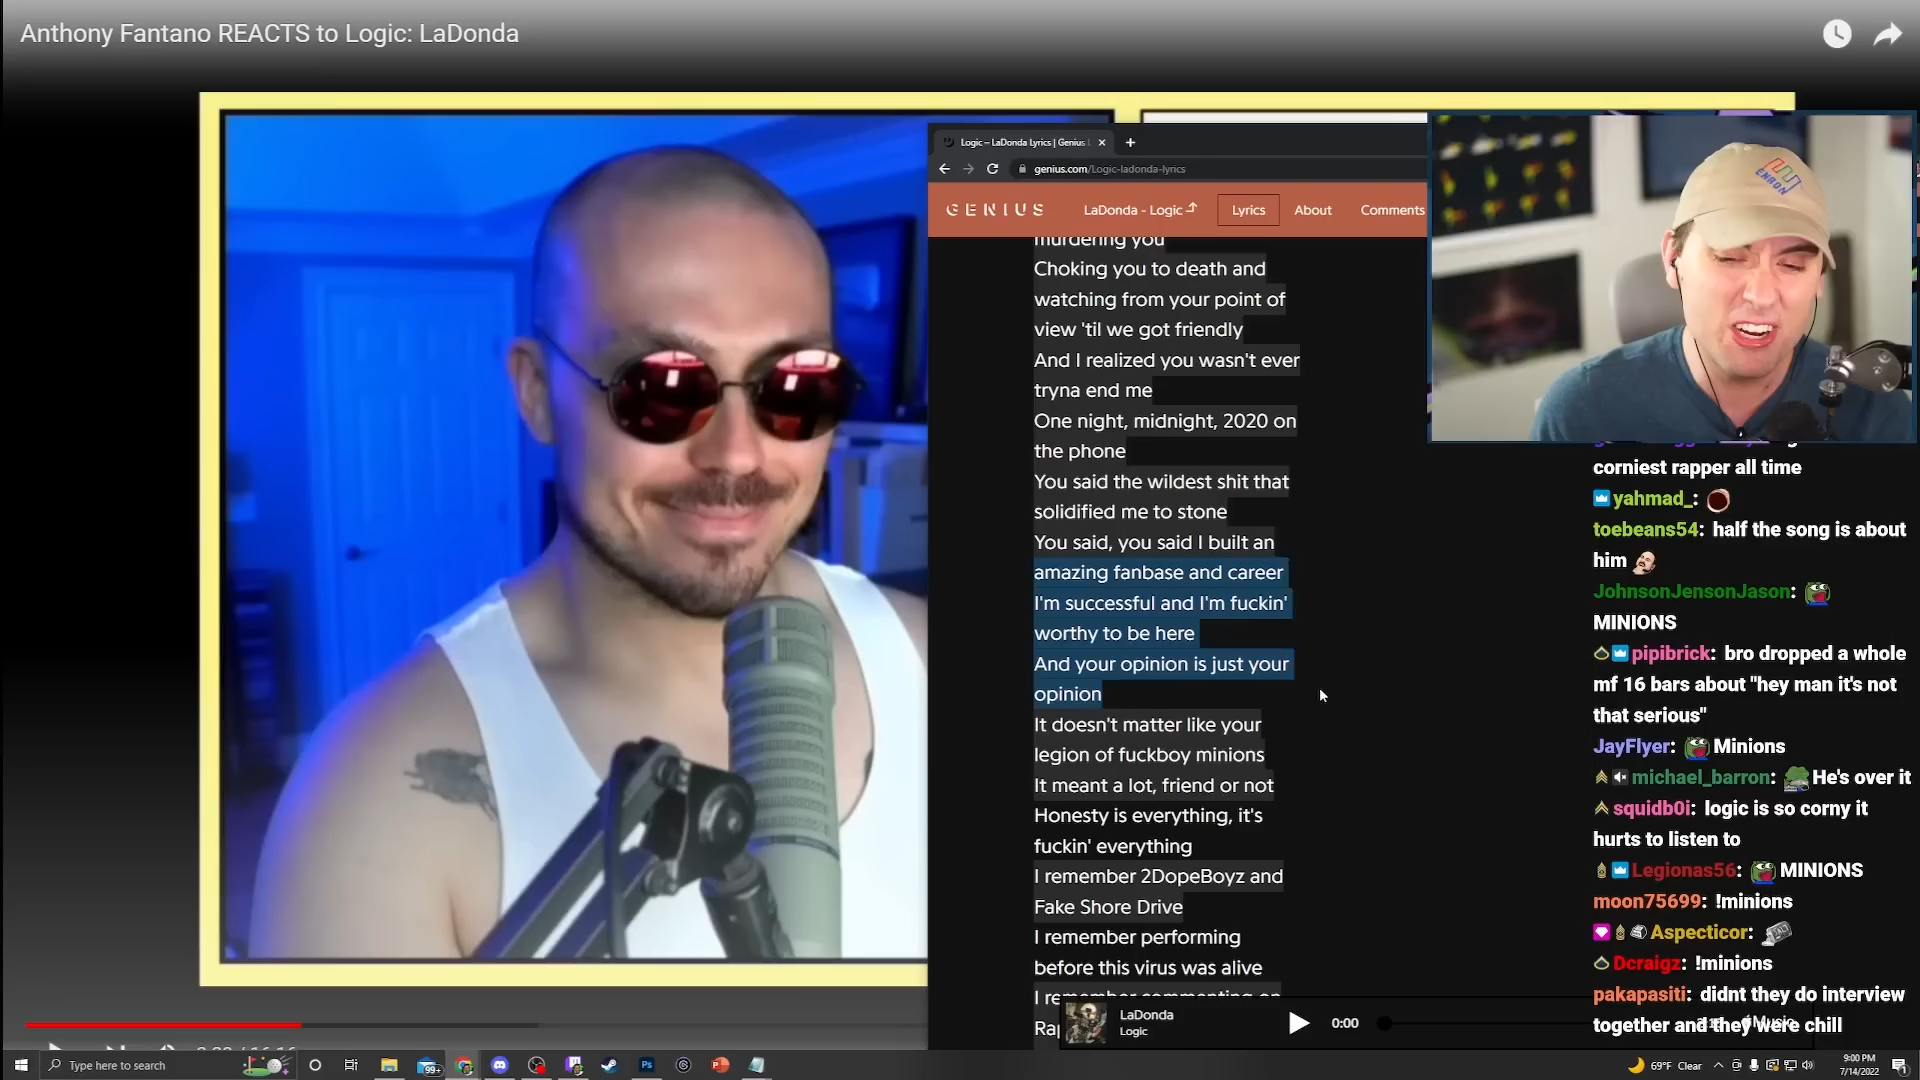 Anthony Fantano REACTS to Logic: LaDonda
Logic – LaDonda Lyrics | Genius
genius.com/Logic-ladonda-lyrics
GENIUS
LaDonda - Logic
Lyrics
About
Comments
ENRON
murdering you
Choking you to death and
watching from your point of
view 'til we got friendly
And I realized you wasn't ever
tryna end me
One night, midnight, 2020 on
the phone
You said the wildest shit that
solidified me to stone
You said, you said I built an
amazing fanbase and career
I'm successful and I'm fuckin'
worthy to be here
And your opinion is just your
opinion
It doesn't matter like your
legion of fuckboy minions
It meant a lot, friend or not
Honesty is everything, it's
fuckin' everything
I remember 2DopeBoyz and
Fake Shore Drive
I remember performing
before this virus was alive
I remember commenting on
LaDonda
Logic
0:00
corniest rapper all time
yahmad_:
toebeans54: half the song is about
him
JohnsonJensonJason:
MINIONS
pipibrick: bro dropped a whole
mf 16 bars about "hey man it's not
that serious"
JayFlyer: Minions
michael_barron: He's over it
squidb0i: logic is so corny it
hurts to listen to
Legionas56: MINIONS
moon75699: !minions
Aspecticor:
Dcraigz: !minions
pakapasiti: didnt they do interview
together and they were chill
Type here to search
99+
69°F Clear
9:00 PM
7/14/2022